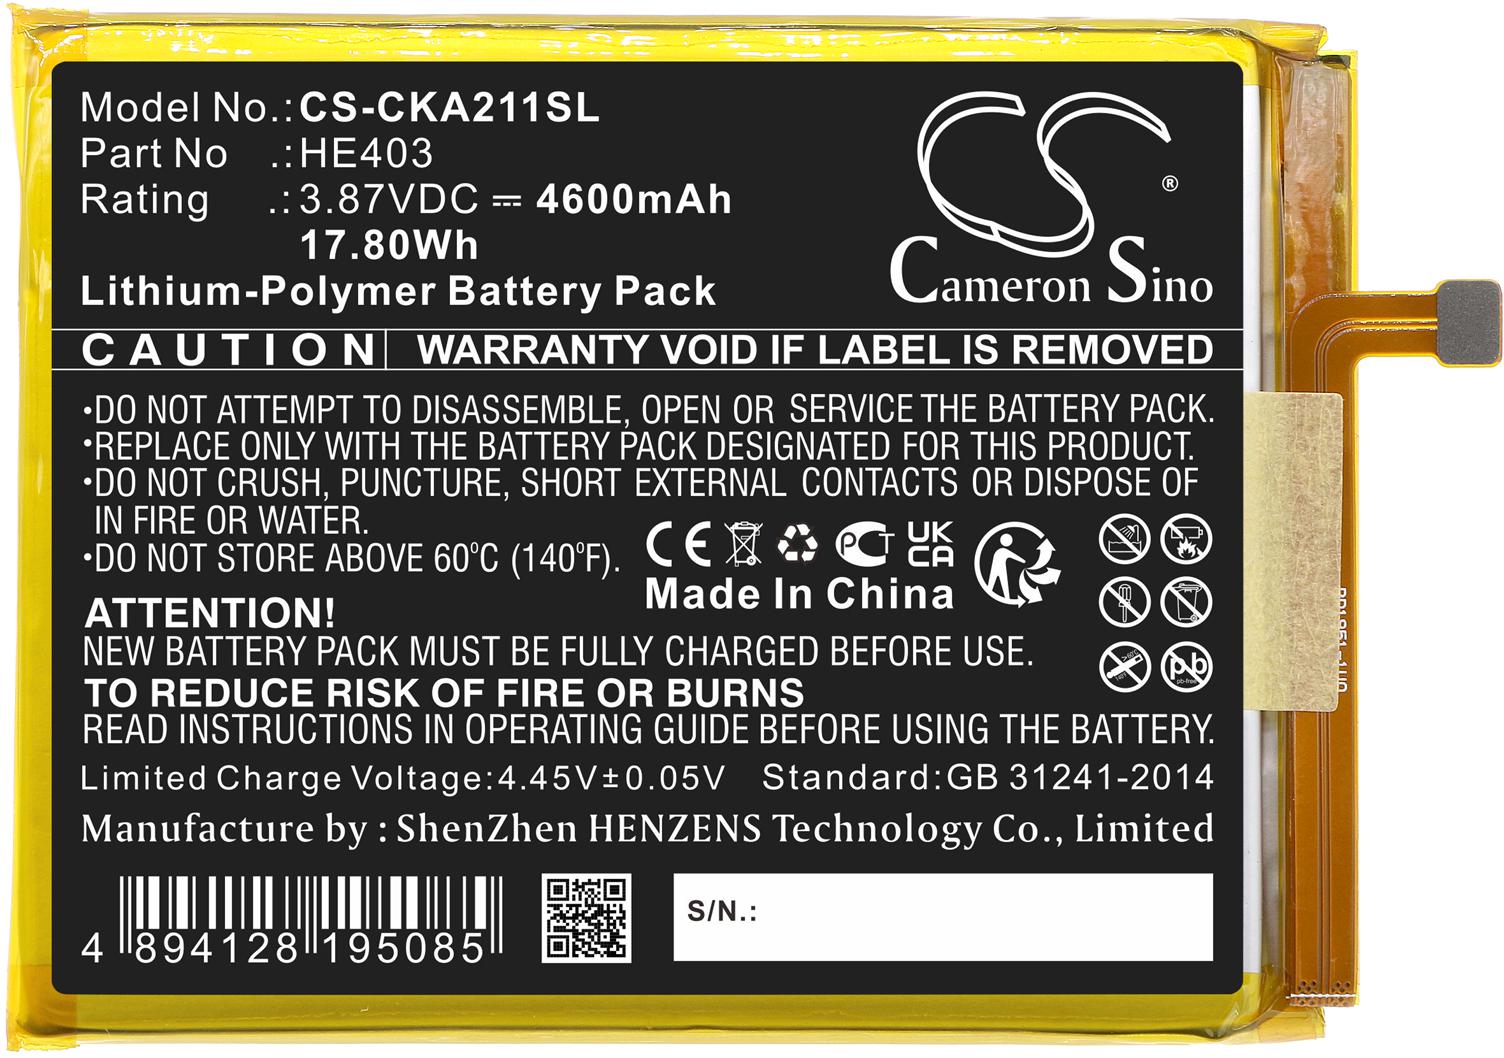 Model No.: CS-CKA211SL
Part No .: HE403
Rating .: 3.87VDC ⎓ 4600mAh
17.80Wh
Lithium-Polymer Battery Pack
CS
®
Cameron Sino
CAUTION WARRANTY VOID IF LABEL IS REMOVED
•DO NOT ATTEMPT TO DISASSEMBLE, OPEN OR SERVICE THE BATTERY PACK.
•REPLACE ONLY WITH THE BATTERY PACK DESIGNATED FOR THIS PRODUCT.
•DO NOT CRUSH, PUNCTURE, SHORT EXTERNAL CONTACTS OR DISPOSE OF
IN FIRE OR WATER.
•DO NOT STORE ABOVE 60°C (140°F).
CE PCT UK CA
Made In China
ATTENTION!
NEW BATTERY PACK MUST BE FULLY CHARGED BEFORE USE.
pb
pb-free
TO REDUCE RISK OF FIRE OR BURNS
READ INSTRUCTIONS IN OPERATING GUIDE BEFORE USING THE BATTERY.
Limited Charge Voltage:4.45V±0.05V Standard:GB 31241-2014
Manufacture by : ShenZhen HENZENS Technology Co., Limited
4 894128 195085
S/N.: